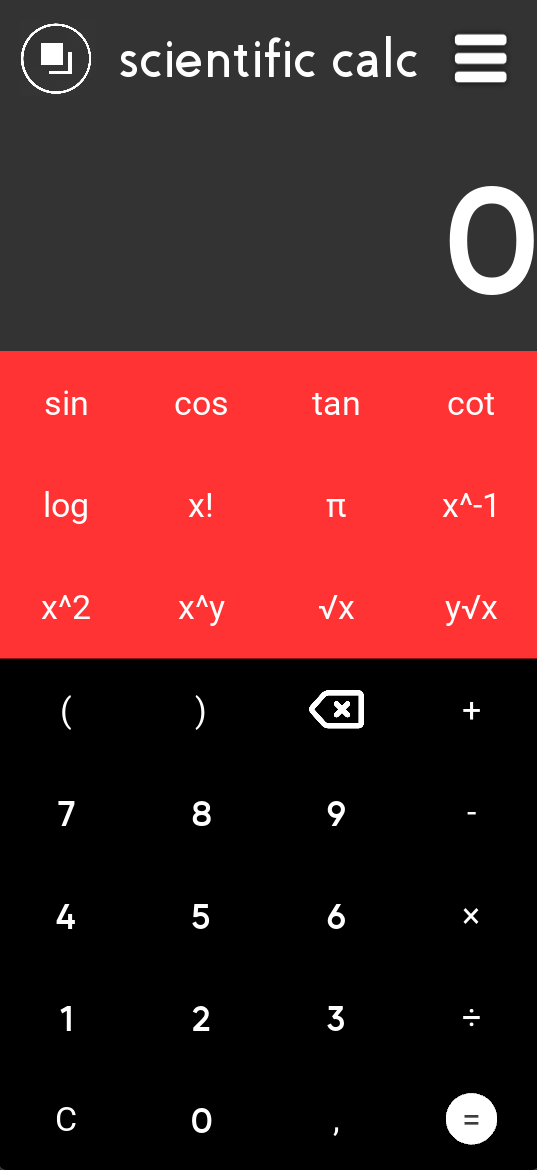 scientific calc
0
sin cos tan cot
log x! π x^-1
x^2 x^y √x y√x
( ) +
7 8 9 -
4 5 6 ×
1 2 3 ÷
C 0 , =